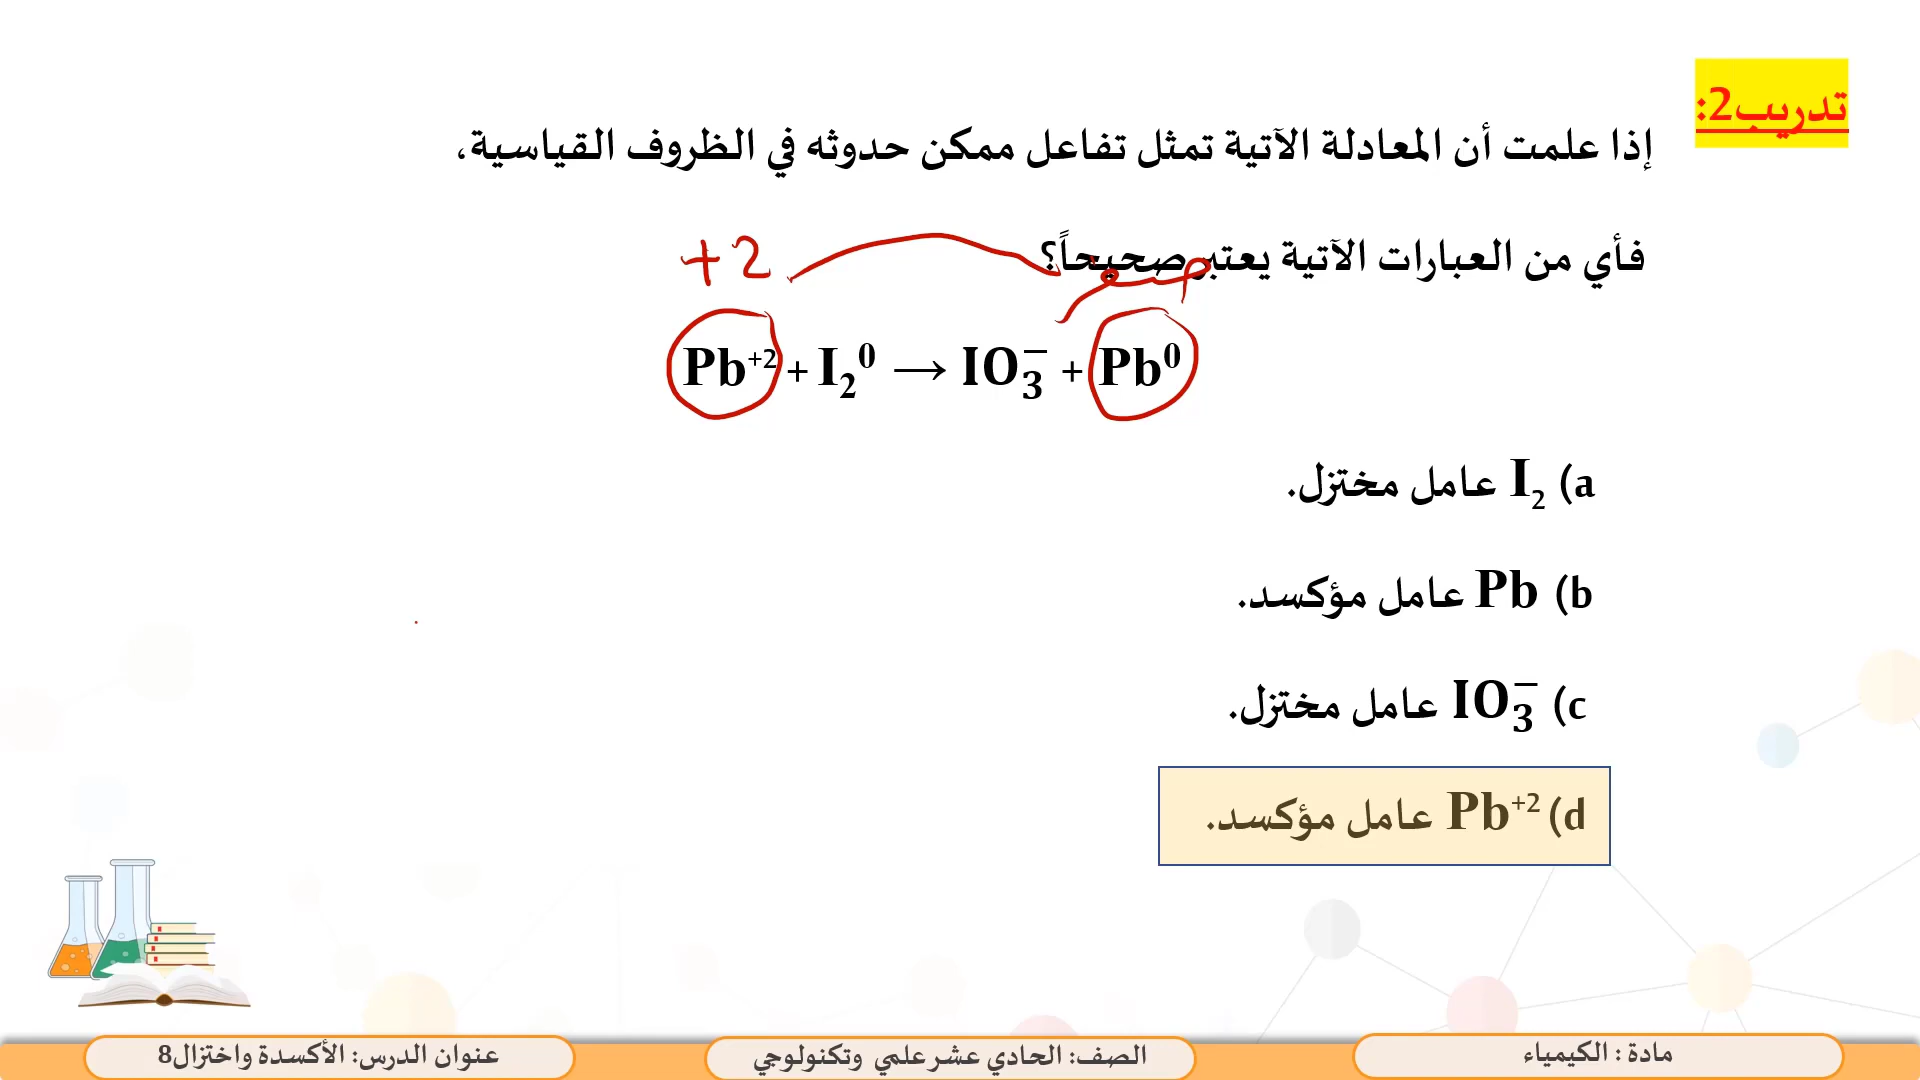 تدريب2:
إذا علمت أن المعادلة الآتية تمثل تفاعل ممكن حدوثه في الظروف القياسية،
فأي من العبارات الآتية يعتبر صحيحاً؟
+2 صفر
Pb⁺² + I₂⁰ → IO₃⁻ + Pb⁰
a) I₂ عامل مختزل.
b) Pb عامل مؤكسد.
c) IO₃⁻ عامل مختزل.
d) Pb⁺² عامل مؤكسد.
مادة : الكيمياء
الصف: الحادي عشر علمي وتكنولوجي
عنوان الدرس: الأكسدة واختزال8